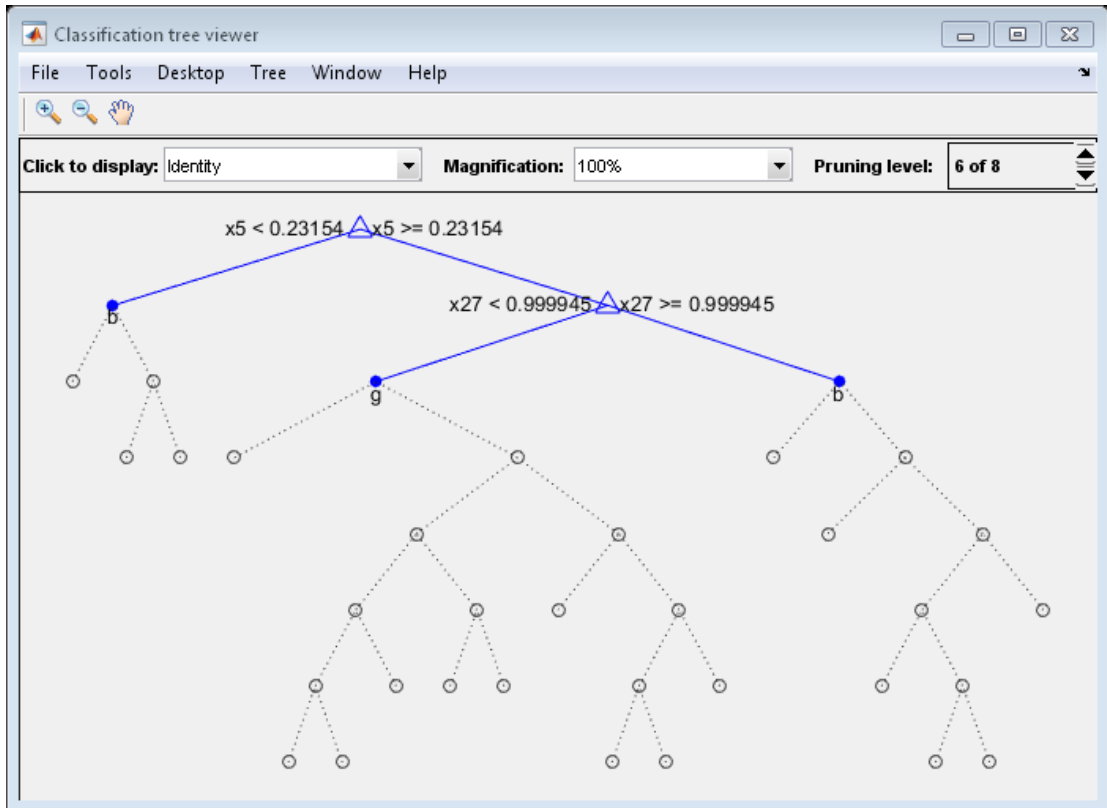 Classification tree viewer
File Tools Desktop Tree Window Help
Click to display: Identity Magnification: 100% Pruning level: 6 of 8
x5 < 0.23154 x5 >= 0.23154
x27 < 0.999945 x27 >= 0.999945
b
g
b